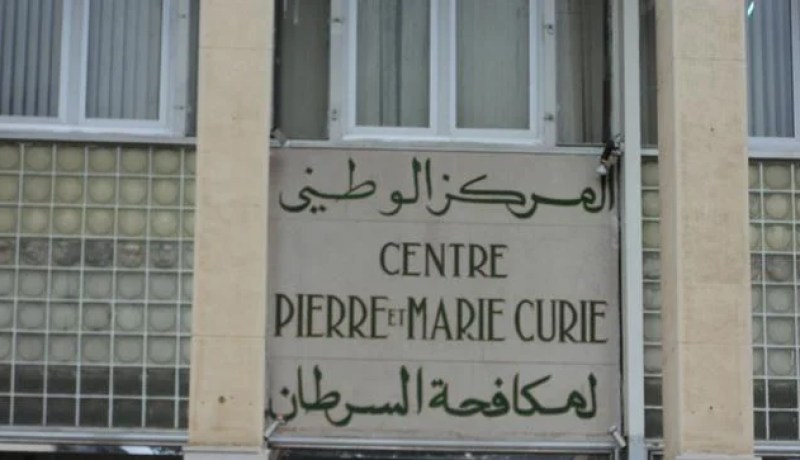 المركز الوطني
CENTRE
PIERRE ET MARIE CURIE
لمكافحة السرطان